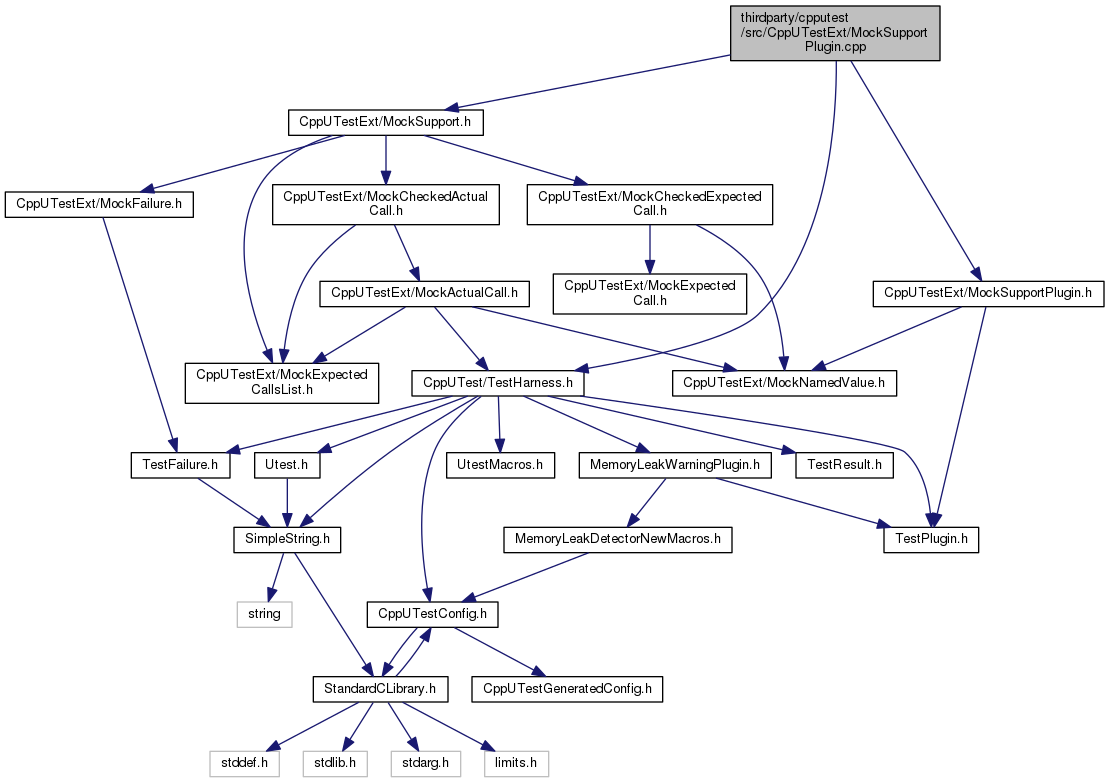 thirdparty/cpputest
/src/CppUTestExt/MockSupport
Plugin.cpp
CppUTestExt/MockSupport.h
CppUTestExt/MockFailure.h
CppUTestExt/MockCheckedActual
Call.h
CppUTestExt/MockCheckedExpected
Call.h
CppUTestExt/MockActualCall.h
CppUTestExt/MockExpected
Call.h
CppUTestExt/MockSupportPlugin.h
CppUTestExt/MockExpected
CallsList.h
CppUTest/TestHarness.h
CppUTestExt/MockNamedValue.h
TestFailure.h
Utest.h
UtestMacros.h
MemoryLeakWarningPlugin.h
TestResult.h
SimpleString.h
MemoryLeakDetectorNewMacros.h
TestPlugin.h
string
CppUTestConfig.h
StandardCLibrary.h
CppUTestGeneratedConfig.h
stddef.h
stdlib.h
stdarg.h
limits.h